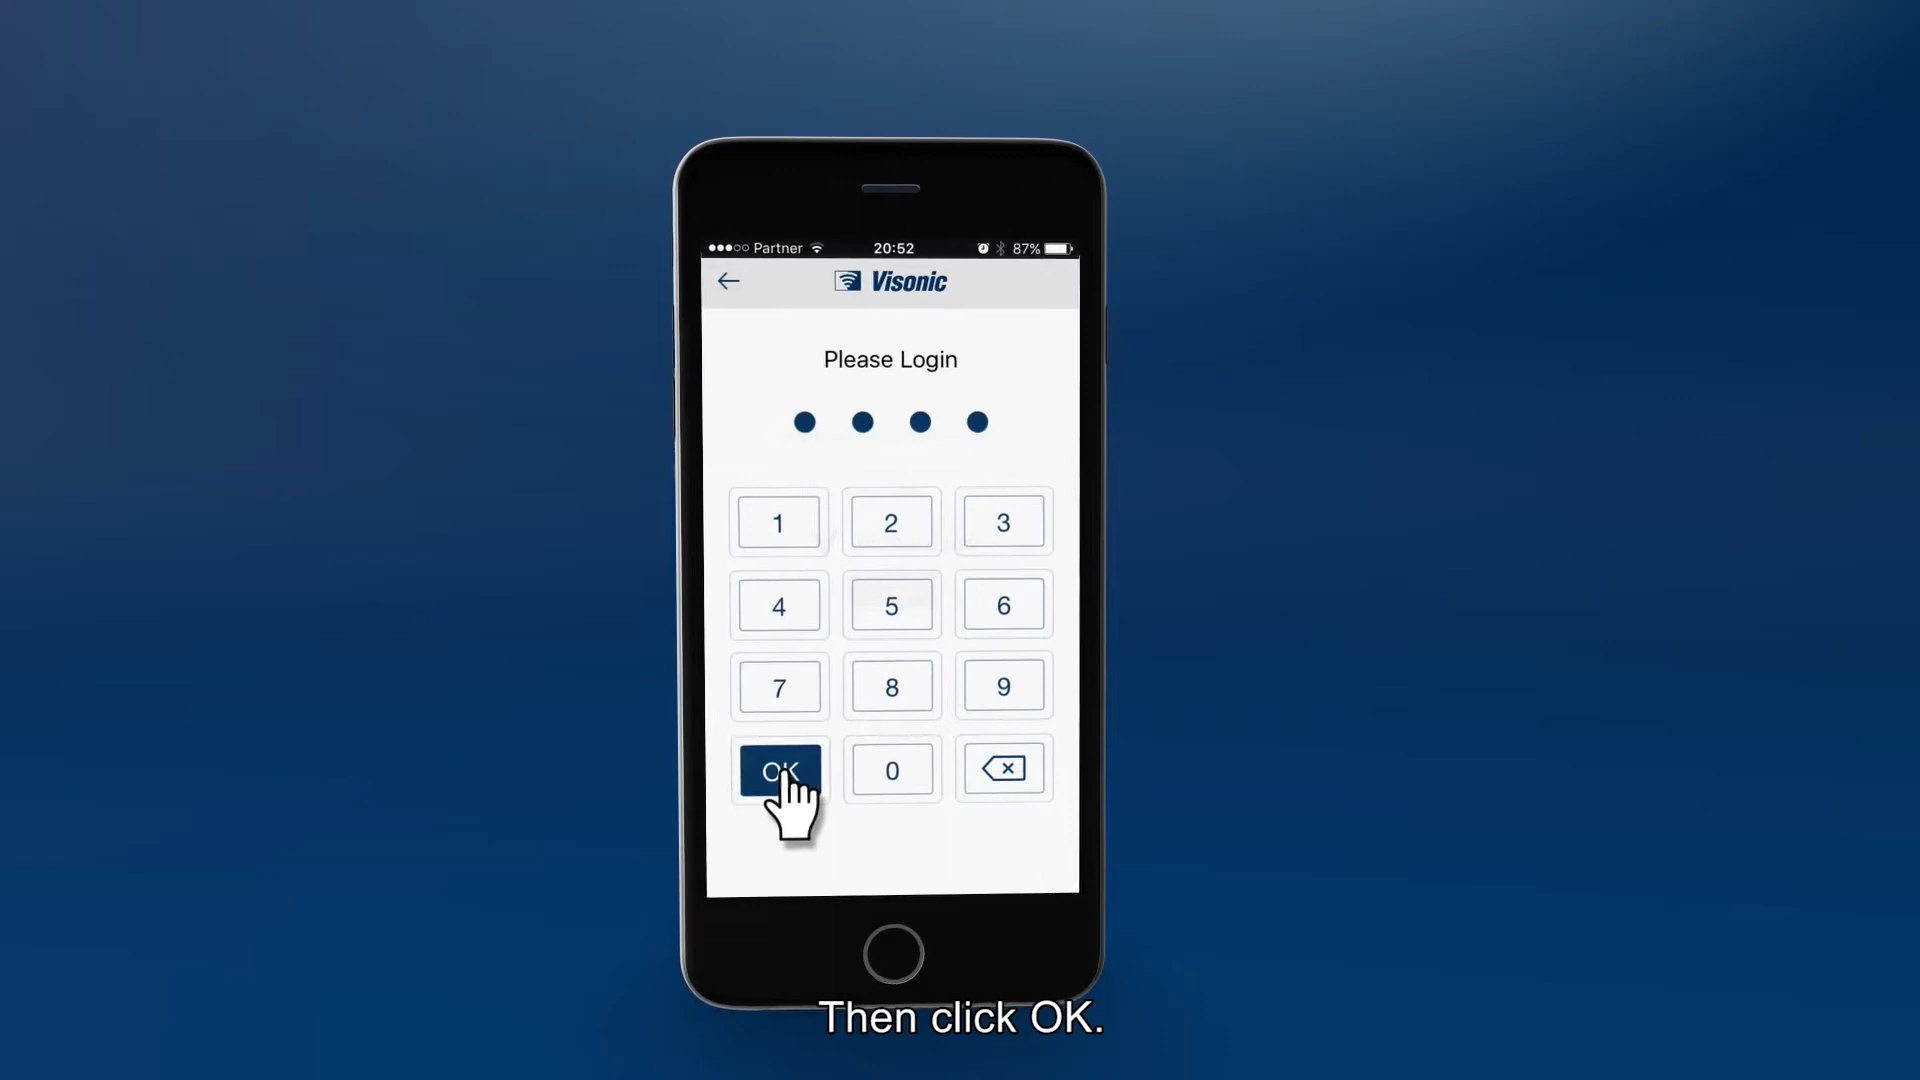 Partner 20:52 87%
Visonic
Please Login
1 2 3
4 5 6
7 8 9
OK 0
Then click OK.